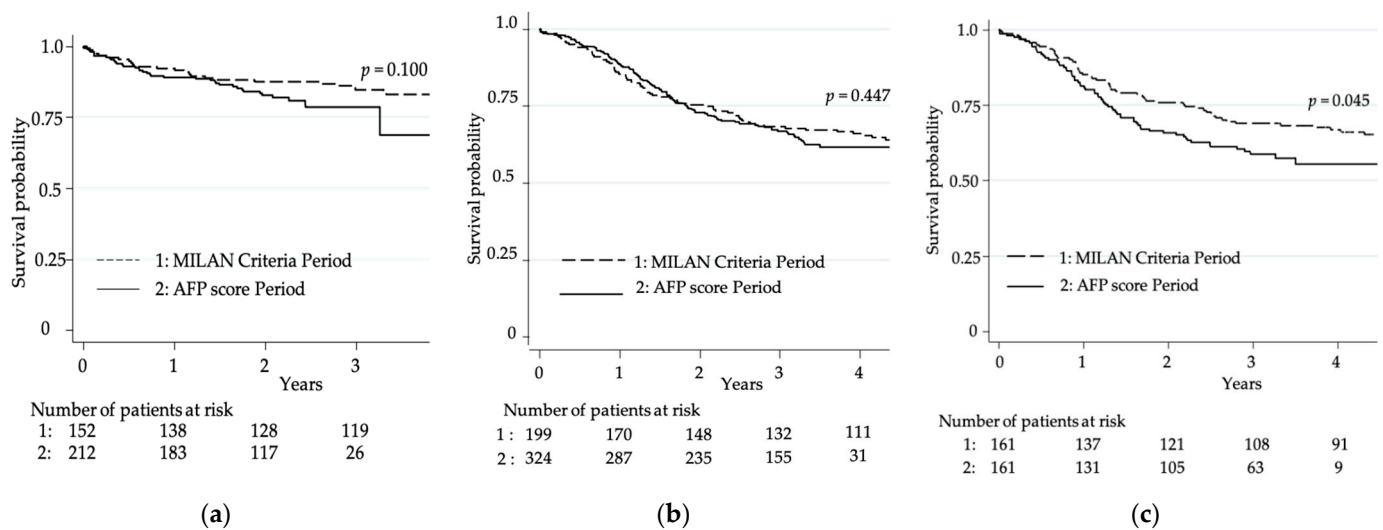 1.0
0.75
0.5
0.25
0
Survival probability
p = 0.100
1: MILAN Criteria Period
2: AFP score Period
0 1 2 3
Years
Number of patients at risk
1: 152 138 128 119
2: 212 183 117 26
(a)
1.0
0.75
0.50
0.25
0
Survival probability
p = 0.447
1: MILAN Criteria Period
2: AFP score Period
0 1 2 3 4
Years
Number of patients at risk
1 : 199 170 148 132 111
2 : 324 287 235 155 31
(b)
1.0
0.75
0.50
0.25
0
Survival probability
p = 0.045
1: MILAN Criteria Period
2: AFP score Period
0 1 2 3 4
Years
Number of patients at risk
1: 161 137 121 108 91
2: 161 131 105 63 9
(c)